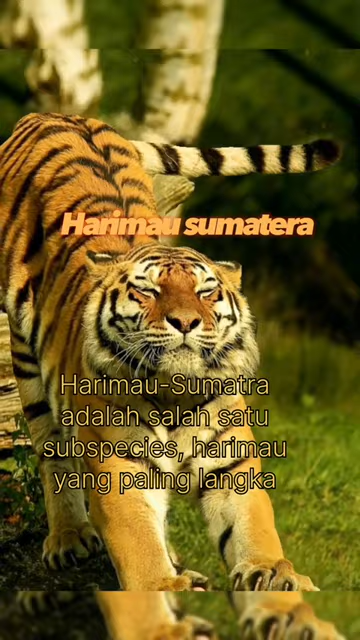 Harimau sumatera
Harimau-Sumatra
adalah salah satu
subspecies, harimau
yang paling langka